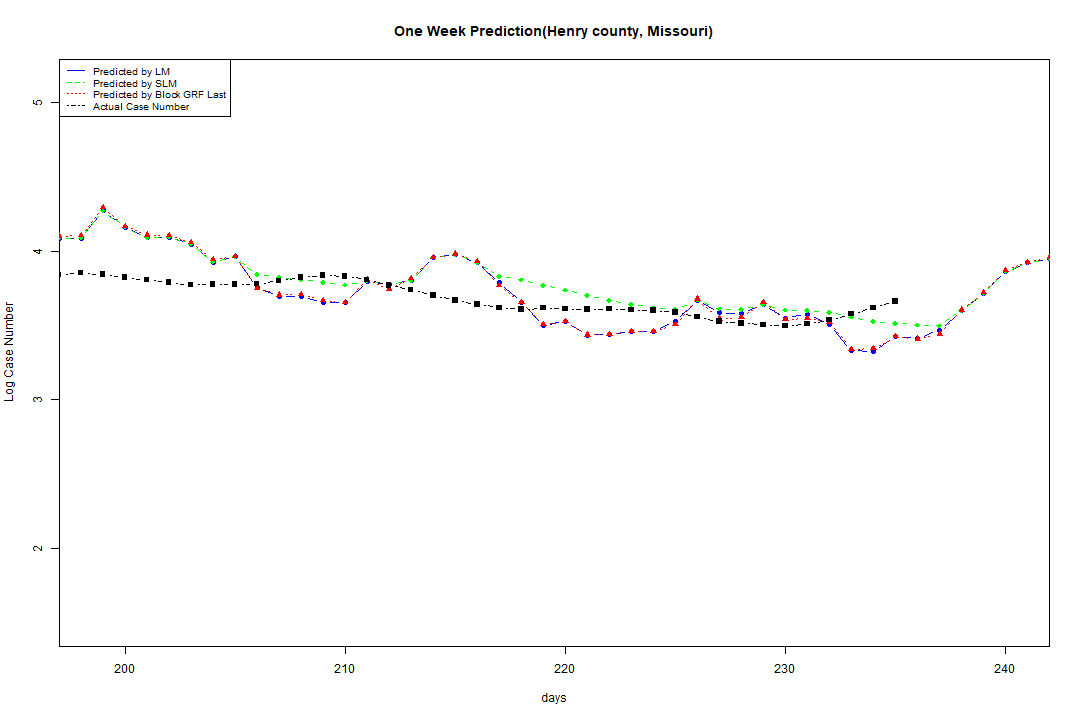 One Week Prediction(Henry county, Missouri)
Predicted by LM
Predicted by SLM
Predicted by Block GRF Last
Actual Case Number
5
4
3
2
Log Case Number
200
210
220
230
240
days